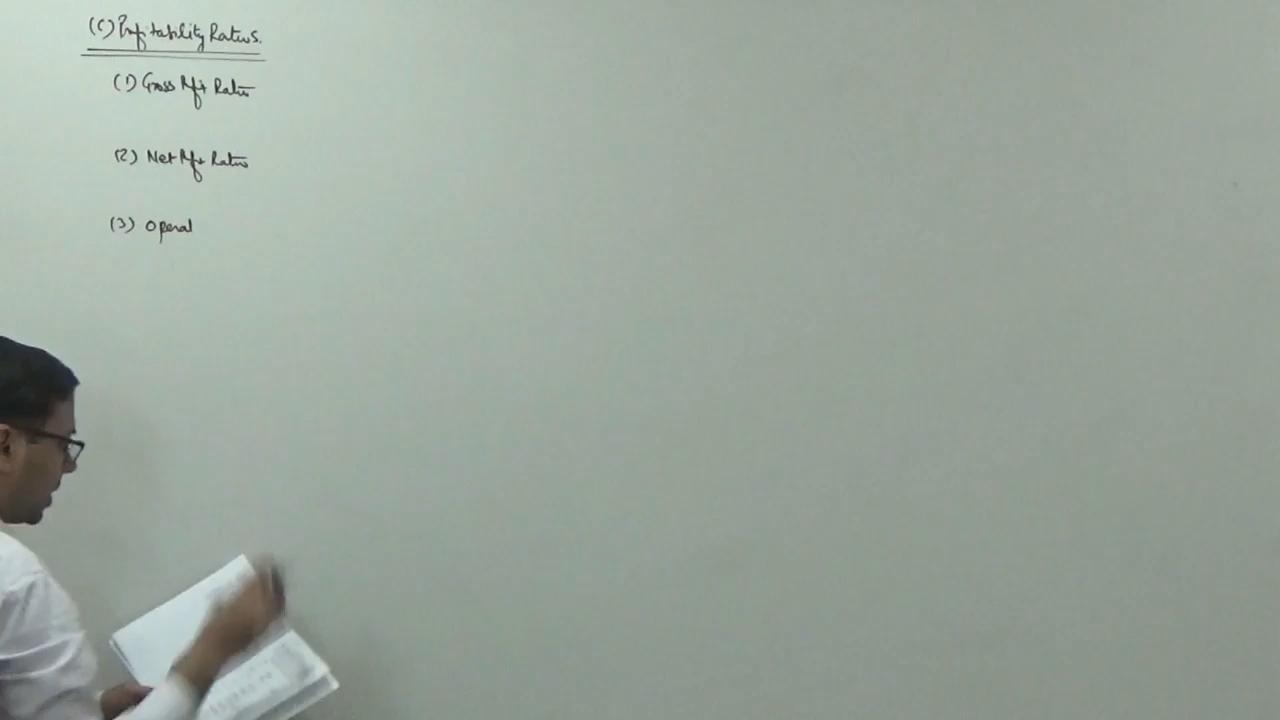 (C) Profitability Ratios.
(1) Gross Pft Ratio
(2) Net Pft Ratio
(3) Operat